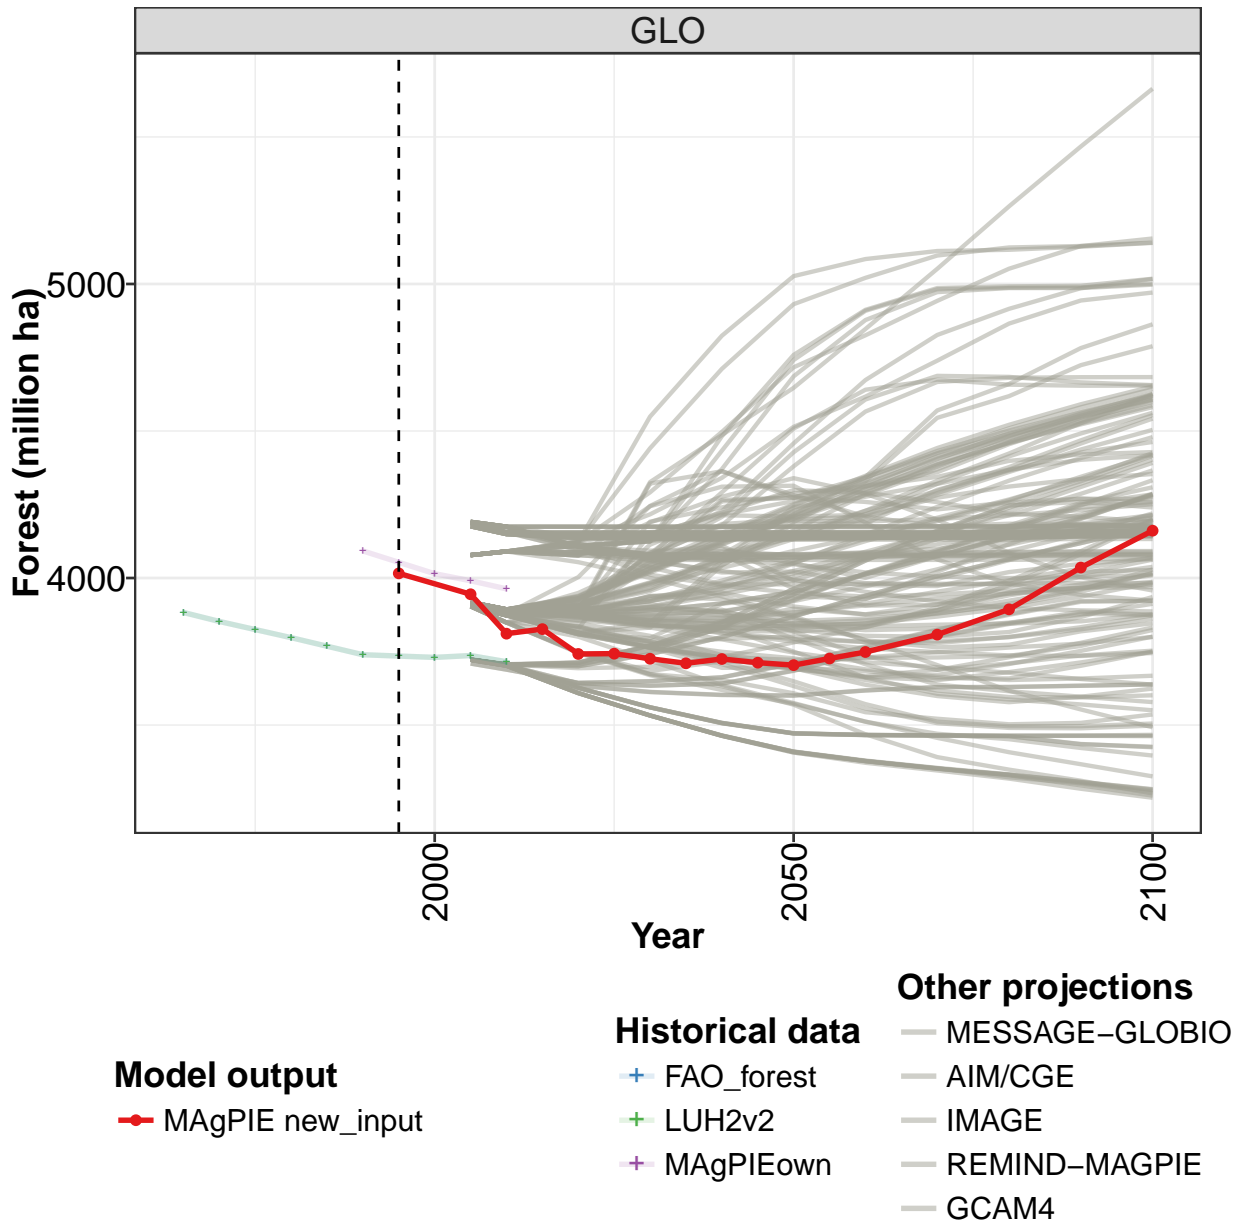 GLO
Forest (million ha)
5000
4000
2000
2050
2100
Year
Model output
MAgPIE new_input
Historical data
FAO_forest
LUH2v2
MAgPIEown
Other projections
MESSAGE−GLOBIO
AIM/CGE
IMAGE
REMIND−MAGPIE
GCAM4